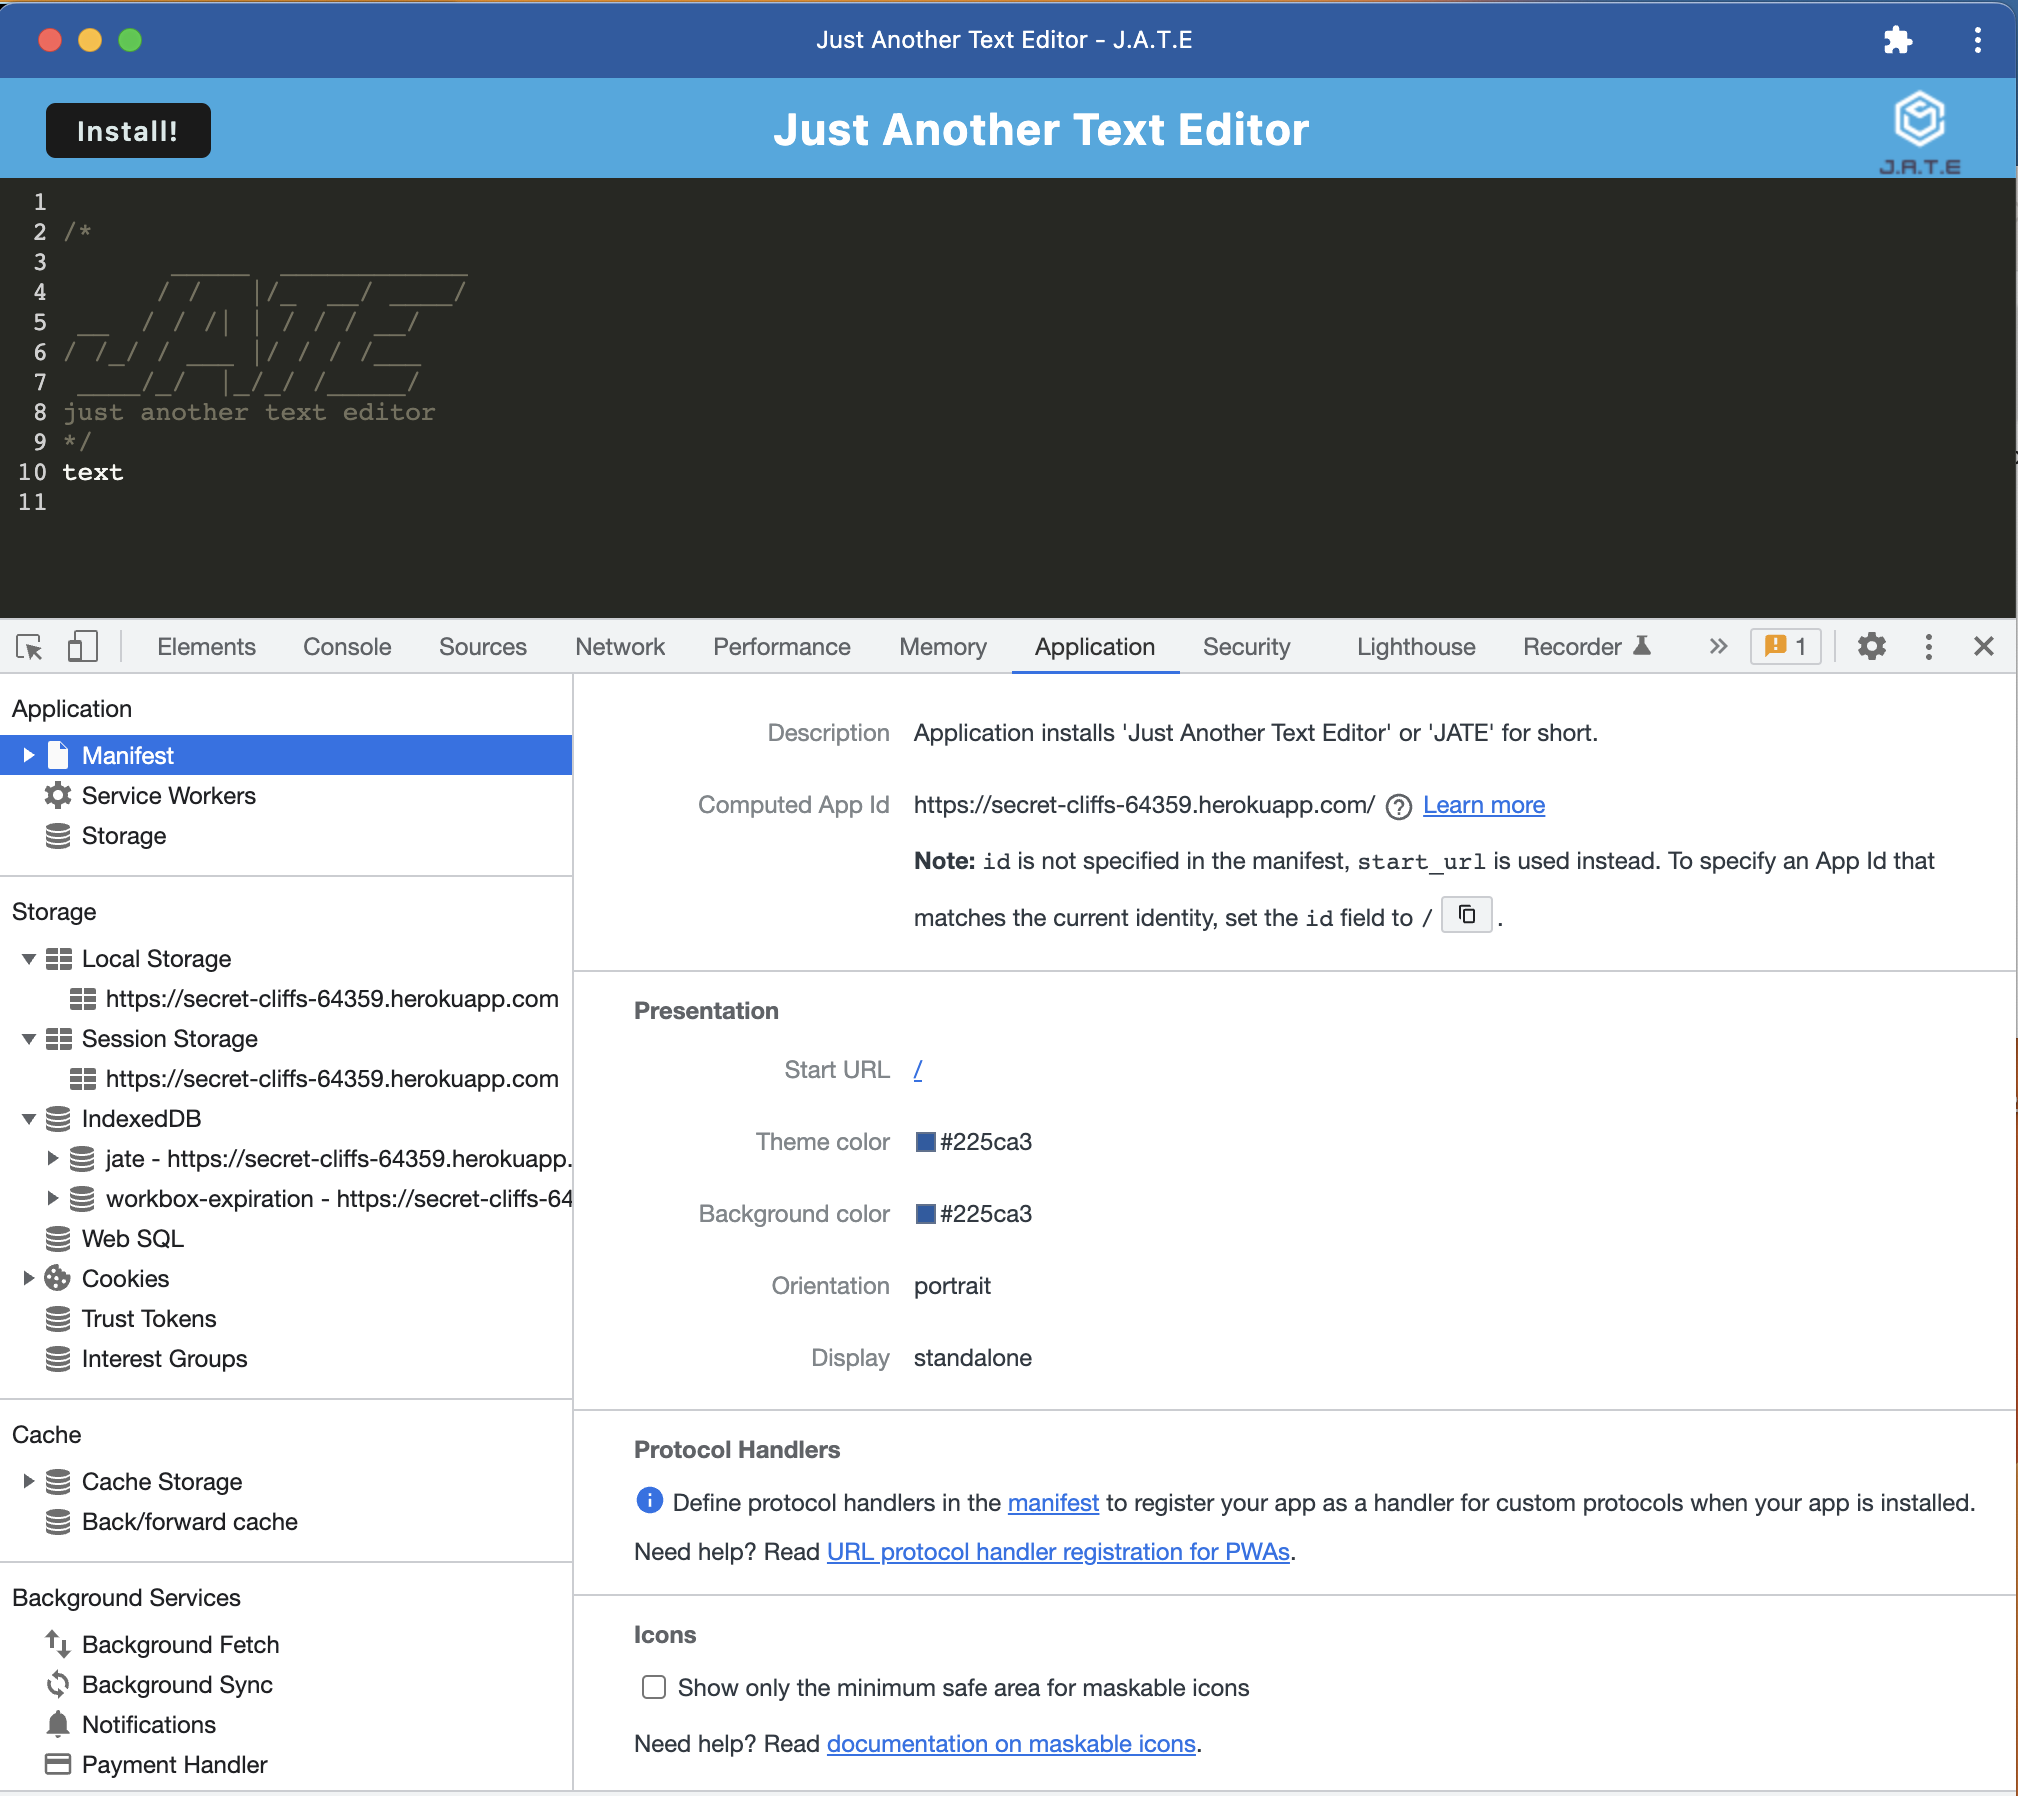 Just Another Text Editor - J.A.T.E
Install!
Just Another Text Editor
J.A.T.E
1
2 /*
3       _____  ____________
4      / /   |/_  __/ ____/
5 __  / / /| | / / / __/
6 / /_/ / ___ |/ / / /___
7 ____/_/  |_/_/ /_____/
8 just another text editor
9 */
10 text
11
Elements Console Sources Network Performance Memory Application Security Lighthouse Recorder » 1
Application
Manifest
Service Workers
Storage
Storage
Local Storage
https://secret-cliffs-64359.herokuapp.com
Session Storage
https://secret-cliffs-64359.herokuapp.com
IndexedDB
jate - https://secret-cliffs-64359.herokuapp.
workbox-expiration - https://secret-cliffs-64
Web SQL
Cookies
Trust Tokens
Interest Groups
Cache
Cache Storage
Back/forward cache
Background Services
Background Fetch
Background Sync
Notifications
Payment Handler
Description Application installs 'Just Another Text Editor' or 'JATE' for short.
Computed App Id https://secret-cliffs-64359.herokuapp.com/ ? Learn more
Note: id is not specified in the manifest, start_url is used instead. To specify an App Id that
matches the current identity, set the id field to / .
Presentation
Start URL /
Theme color #225ca3
Background color #225ca3
Orientation portrait
Display standalone
Protocol Handlers
i Define protocol handlers in the manifest to register your app as a handler for custom protocols when your app is installed.
Need help? Read URL protocol handler registration for PWAs.
Icons
Show only the minimum safe area for maskable icons
Need help? Read documentation on maskable icons.